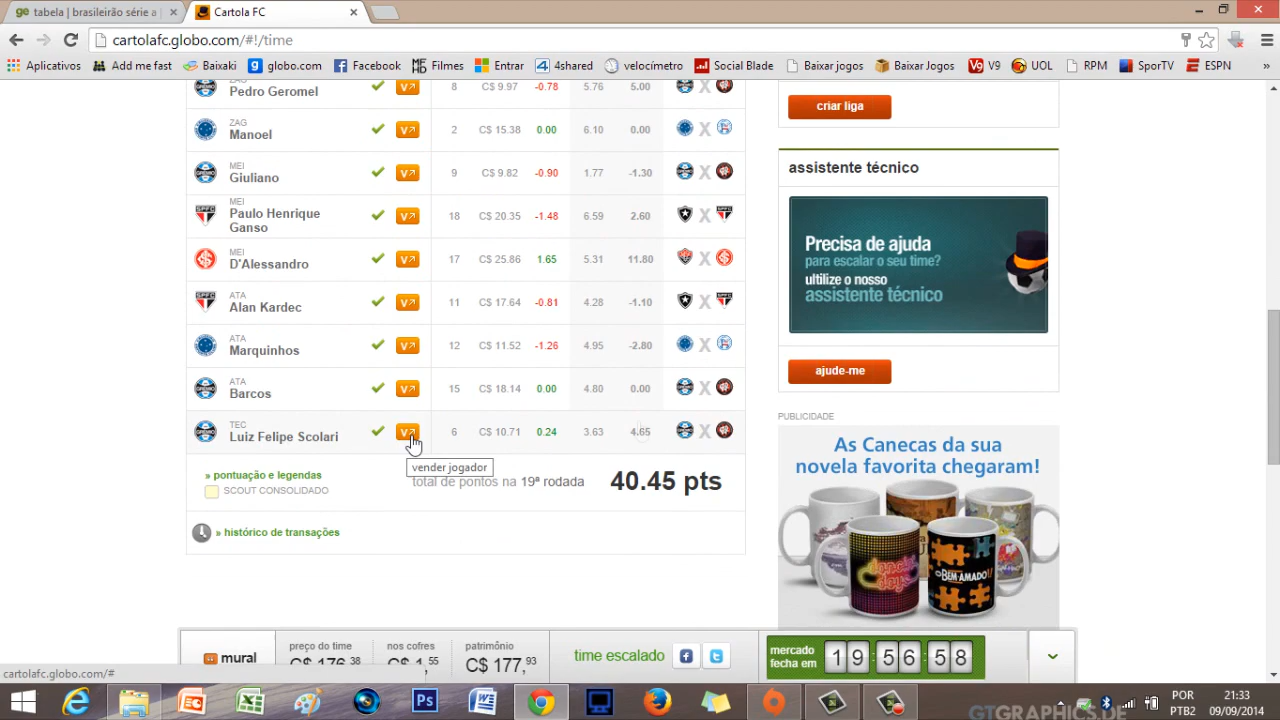 tabela | brasileirão série a
Cartola FC
cartolafc.globo.com/#!/time
Aplicativos Add me fast Baixaki globo.com Facebook Filmes Entrar 4shared velocímetro Social Blade Baixar jogos Baixar Jogos V9 UOL RPM SporTV ESPN »
ZAG
Pedro Geromel 8 C$ 9.97 -0.78 5.76 5.00 X
ZAG
Manoel 2 C$ 15.38 0.00 6.10 0.00 X
MEI
Giuliano 9 C$ 9.82 -0.90 1.77 -1.30 X
MEI
Paulo Henrique
Ganso 18 C$ 20.35 -1.48 6.59 2.60 X
MEI
D'Alessandro 17 C$ 25.86 1.65 5.31 11.80 X
ATA
Alan Kardec 11 C$ 17.64 -0.81 4.28 -1.10 X
ATA
Marquinhos 12 C$ 11.52 -1.26 4.95 -2.80 X
ATA
Barcos 15 C$ 18.14 0.00 4.80 0.00 X
TEC
Luiz Felipe Scolari 6 C$ 10.71 0.24 3.63 4.65 X
vender jogador
» pontuação e legendas
SCOUT CONSOLIDADO
total de pontos na 19ª rodada 40.45 pts
» histórico de transações
criar liga
assistente técnico
Precisa de ajuda
para escalar o seu time?
ultilize o nosso
assistente técnico
ajude-me
PUBLICIDADE
As Canecas da sua
novela favorita chegaram!
O BEM-AMADO!
mural
preço do time
C$ 176,38
nos cofres
C$ 1,55
patrimônio
C$ 177,93
time escalado
mercado
fecha em
19:56:58
cartolafc.globo.com/#
POR
PTB2
21:33
09/09/2014
GTGRAPHICS.DE